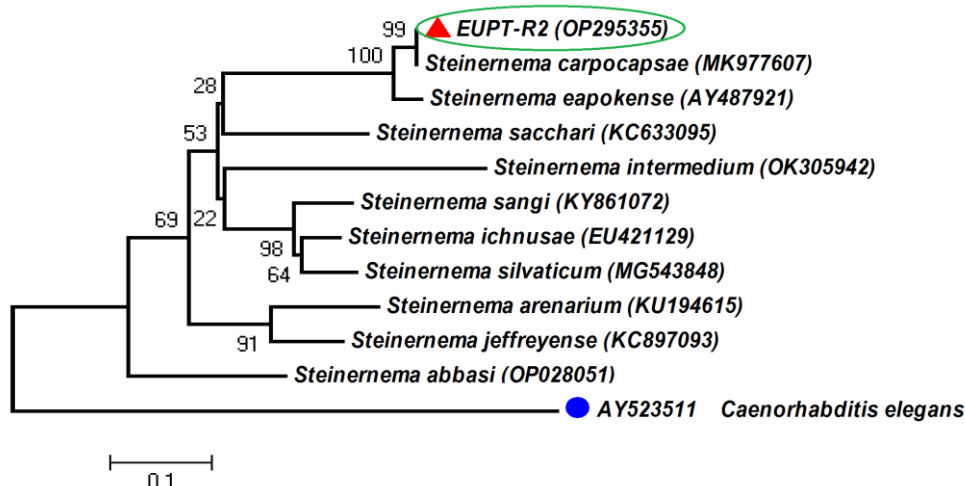 99
EUPT-R2 (OP295355)
100
Steinernema carpocapsae (MK977607)
28
Steinernema eapokense (AY487921)
53
Steinernema sacchari (KC633095)
Steinernema intermedium (OK305942)
69
22
Steinernema sangi (KY861072)
98
Steinernema ichnusae (EU421129)
64
Steinernema silvaticum (MG543848)
Steinernema arenarium (KU194615)
91
Steinernema jeffreyense (KC897093)
Steinernema abbasi (OP028051)
AY523511 Caenorhabditis elegans
0.1